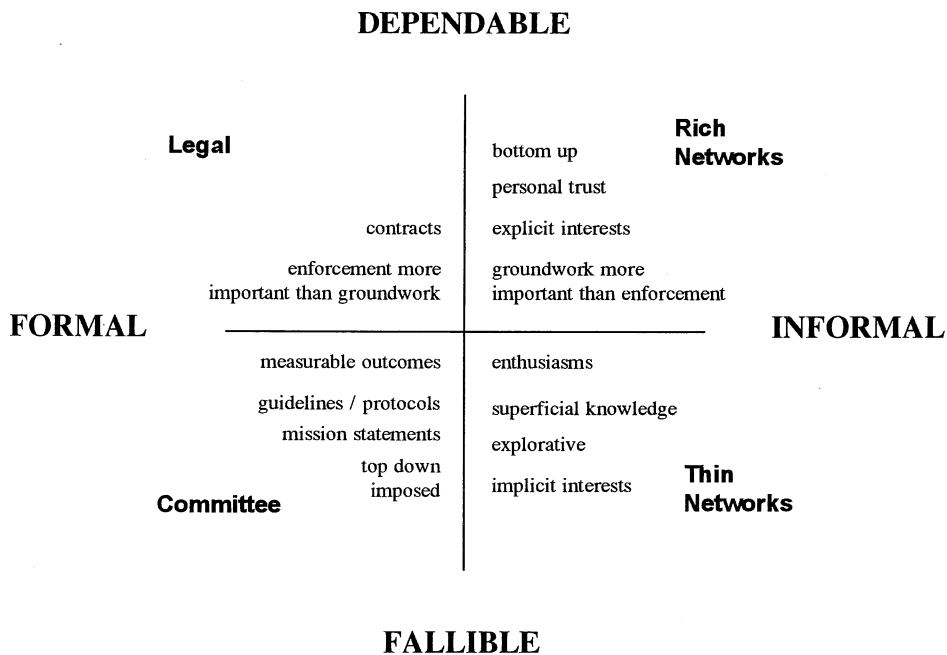 DEPENDABLE
Legal
contracts
enforcement more
important than groundwork
Rich
Networks
bottom up
personal trust
explicit interests
groundwork more
important than enforcement
FORMAL
INFORMAL
measurable outcomes
guidelines / protocols
mission statements
top down
imposed
Committee
enthusiasms
superficial knowledge
explorative
implicit interests
Thin
Networks
FALLIBLE